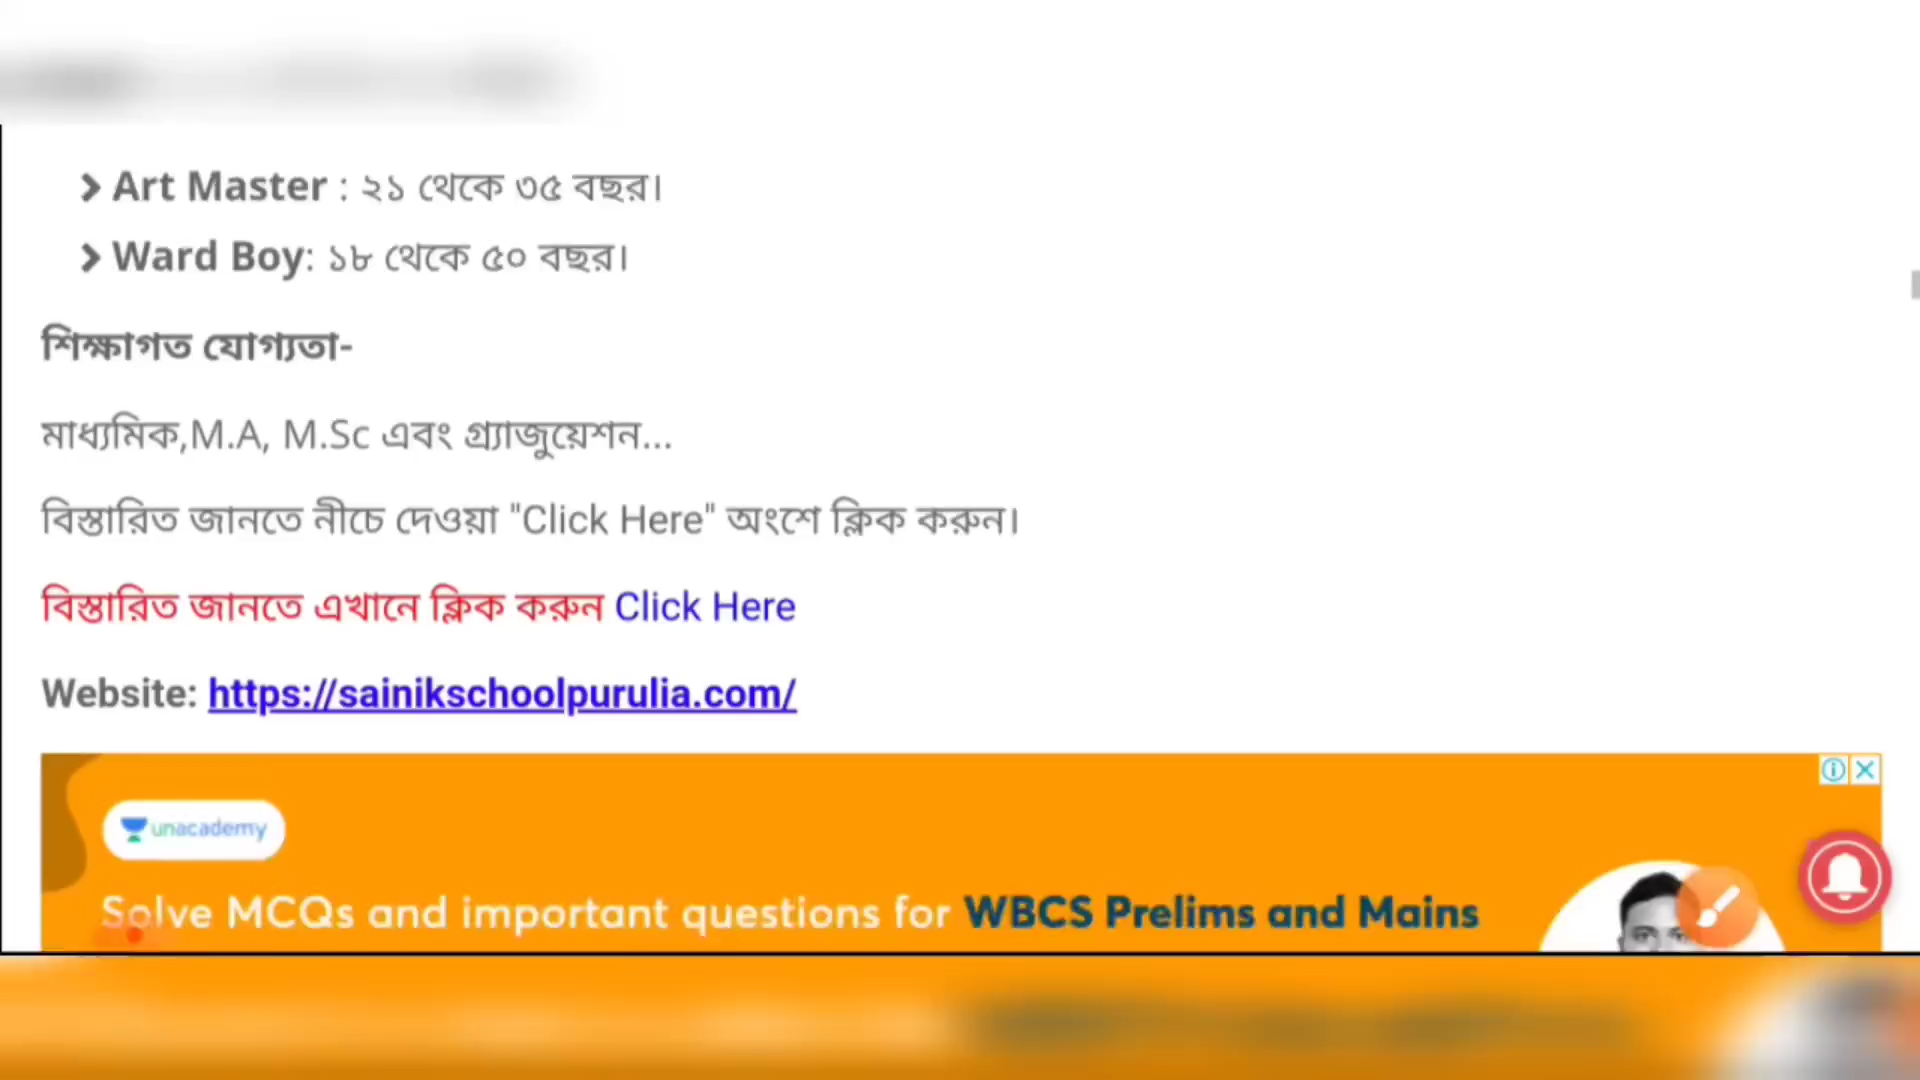 Art Master : ২১ থেকে ৩৫ বছর।
Ward Boy: ১৮ থেকে ৫০ বছর।
শিক্ষাগত যোগ্যতা-
মাধ্যমিক,M.A, M.Sc এবং গ্র্যাজুয়েশন...
বিস্তারিত জানতে নীচে দেওয়া "Click Here" অংশে ক্লিক করুন।
বিস্তারিত জানতে এখানে ক্লিক করুন Click Here
Website: https://sainikschoolpurulia.com/
unacademy
Solve MCQs and important questions for WBCS Prelims and Mains